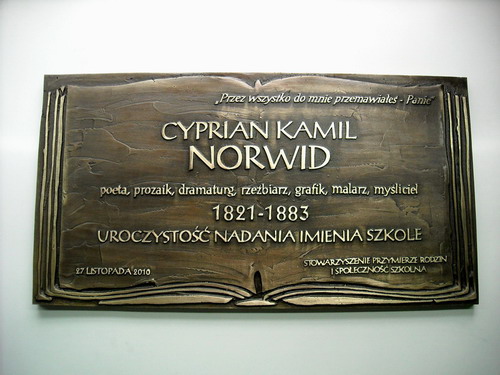 „Przez wszystko do mnie przemawiałeś - Panie"
CYPRIAN KAMIL
NORWID
poeta, prozaik, dramaturg, rzeźbiarz, grafik, malarz, myśliciel
1821-1883
UROCZYSTOŚĆ NADANIA IMIENIA SZKOLE
27 LISTOPADA 2010
STOWARZYSZENIE PRZYMIERZE RODZIN
I SPOŁECZNOŚĆ SZKOLNA